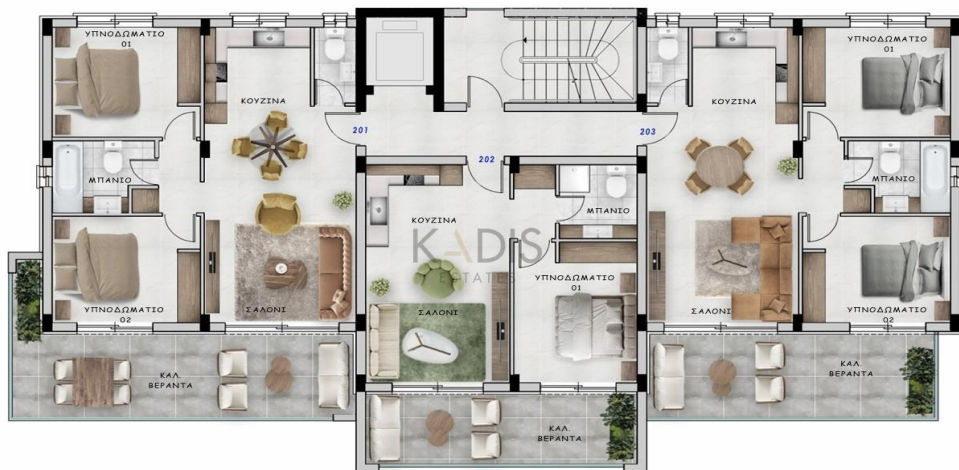 ΥΠΝΟΔΩΜΑΤΙΟ
01
ΚΟΥΖΙΝΑ
201
ΜΠΑΝΙΟ
ΥΠΝΟΔΩΜΑΤΙΟ
02
ΣΑΛΟΝΙ
ΚΑΛ.
ΒΕΡΑΝΤΑ
202
ΚΟΥΖΙΝΑ
ΜΠΑΝΙΟ
KADIS
ESTATES
ΥΠΝΟΔΩΜΑΤΙΟ
01
ΣΑΛΟΝΙ
ΚΑΛ.
ΒΕΡΑΝΤΑ
203
ΚΟΥΖΙΝΑ
ΥΠΝΟΔΩΜΑΤΙΟ
01
ΜΠΑΝΙΟ
ΣΑΛΟΝΙ
ΥΠΝΟΔΩΜΑΤΙΟ
02
ΚΑΛ.
ΒΕΡΑΝΤΑ